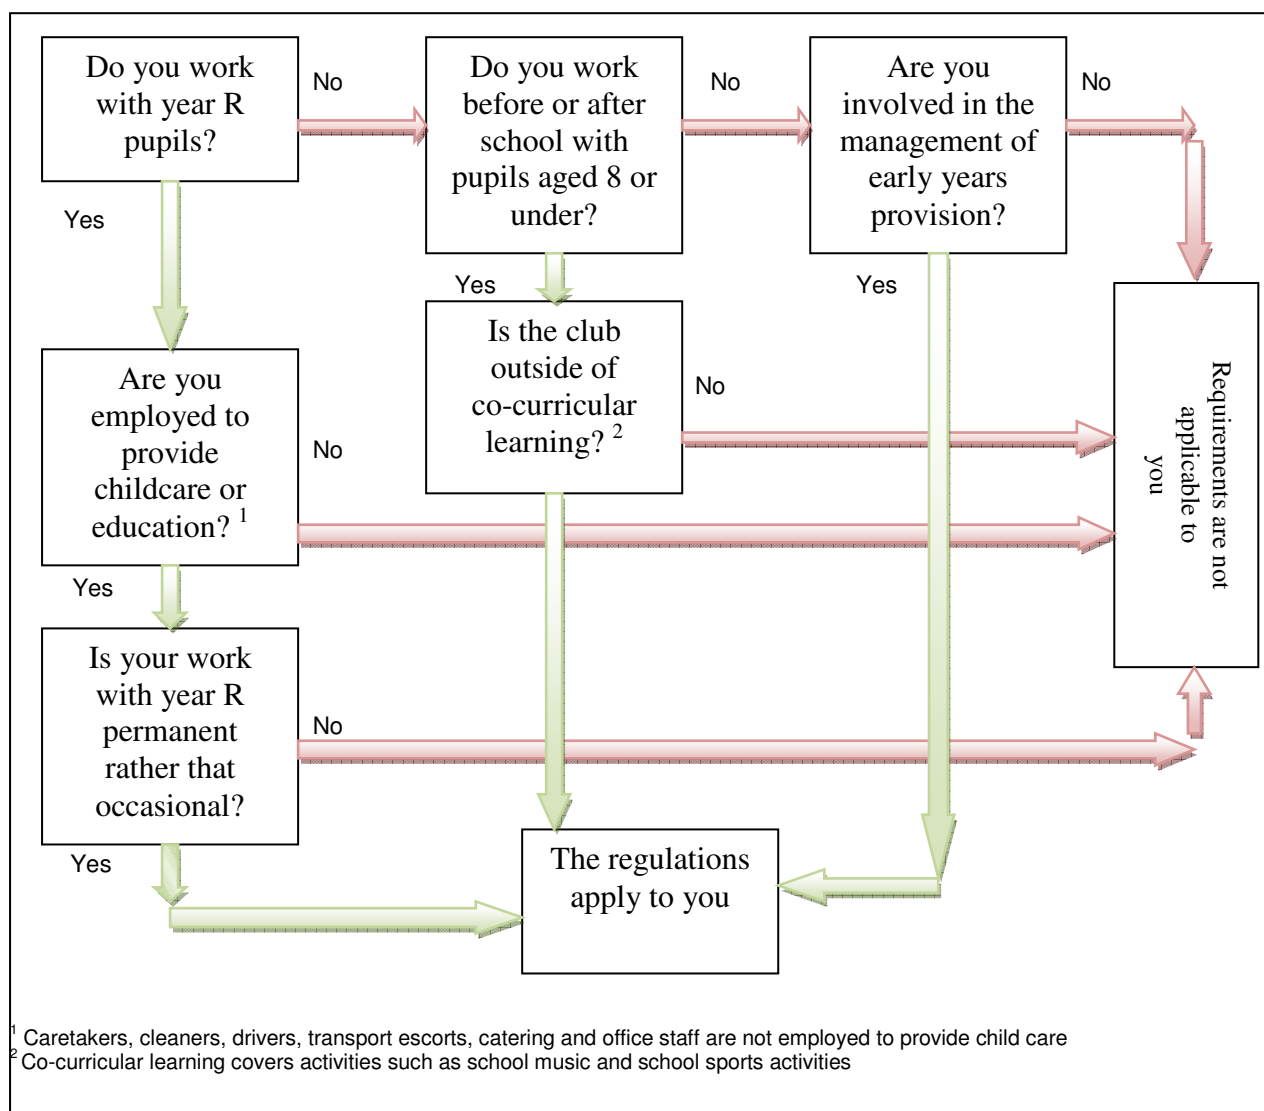 Do you work
with year R
pupils?
No
Do you work
before or after
school with
pupils aged 8 or
under?
No
Are you
involved in the
management of
early years
provision?
No
Yes
Yes
Yes
Is the club
outside of
co-curricular
learning? 2
No
Requirements are not
applicable to
you
Are you
employed to
provide
childcare or
education? 1
No
Yes
Is your work
with year R
permanent
rather that
occasional?
No
Yes
The regulations
apply to you
1 Caretakers, cleaners, drivers, transport escorts, catering and office staff are not employed to provide child care
2 Co-curricular learning covers activities such as school music and school sports activities